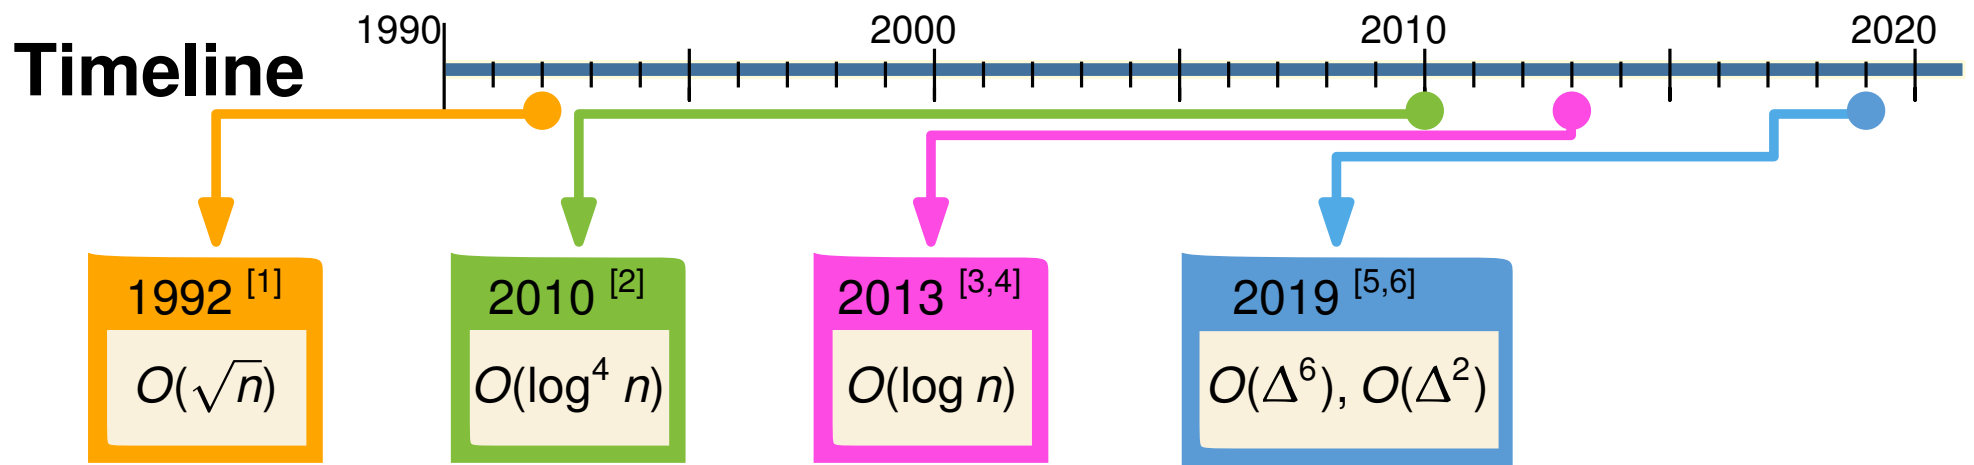 1990 2000 2010 2020
Timeline
1992 [1] 2010 [2] 2013 [3,4] 2019 [5,6]
O(√n) O(log⁴ n) O(log n) O(Δ⁶), O(Δ²)